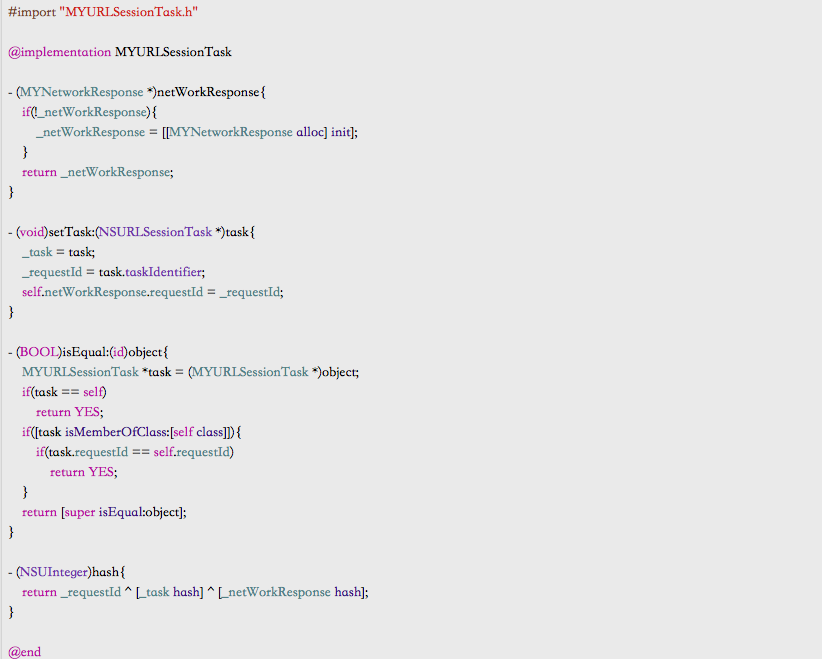 #import "MYURLSessionTask.h"
@implementation MYURLSessionTask
- (MYNetworkResponse *)netWorkResponse{
if(!_netWorkResponse){
_netWorkResponse = [[MYNetworkResponse alloc] init];
}
return _netWorkResponse;
}
- (void)setTask:(NSURLSessionTask *)task{
_task = task;
_requestId = task.taskIdentifier;
self.netWorkResponse.requestId = _requestId;
}
- (BOOL)isEqual:(id)object{
MYURLSessionTask *task = (MYURLSessionTask *)object;
if(task == self)
return YES;
if([task isMemberOfClass:[self class]]){
if(task.requestId == self.requestId)
return YES;
}
return [super isEqual:object];
}
- (NSUInteger)hash{
return _requestId ^ [_task hash] ^ [_netWorkResponse hash];
}
@end